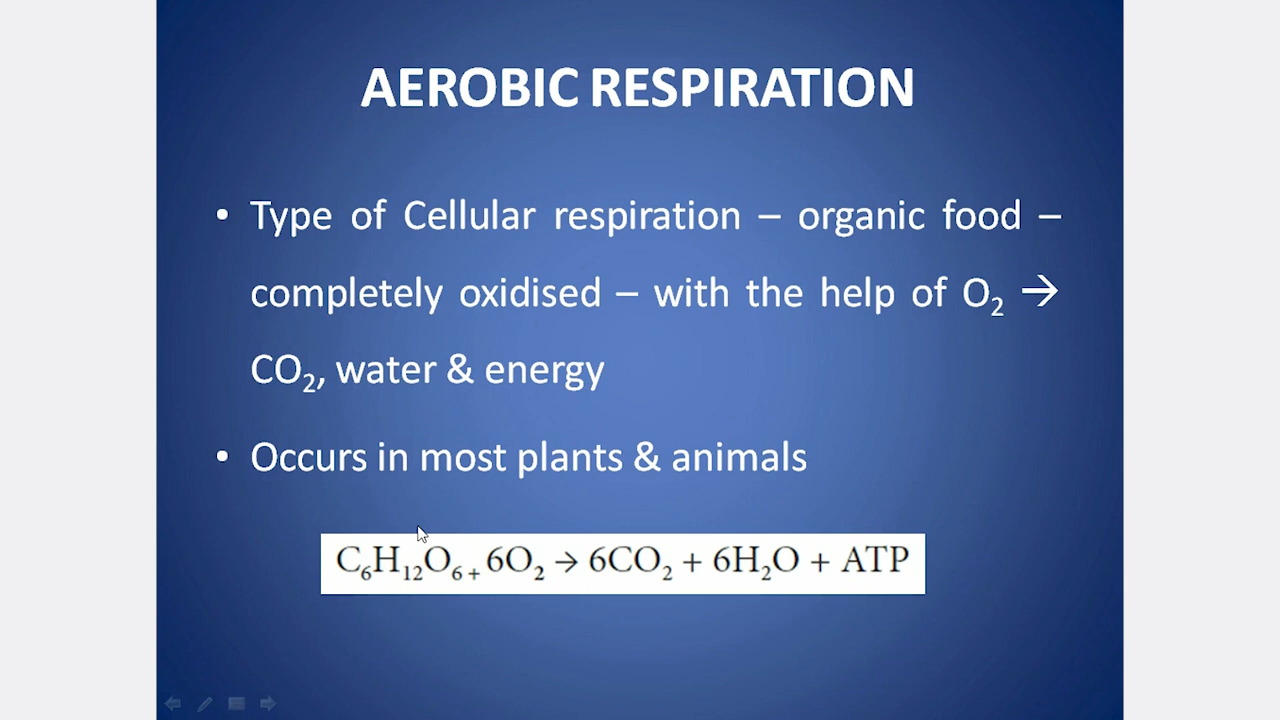 AEROBIC RESPIRATION
• Type of Cellular respiration – organic food –
completely oxidised – with the help of O₂ →
CO₂, water & energy
• Occurs in most plants & animals
C₆H₁₂O₆ ₊ 6O₂ → 6CO₂ + 6H₂O + ATP